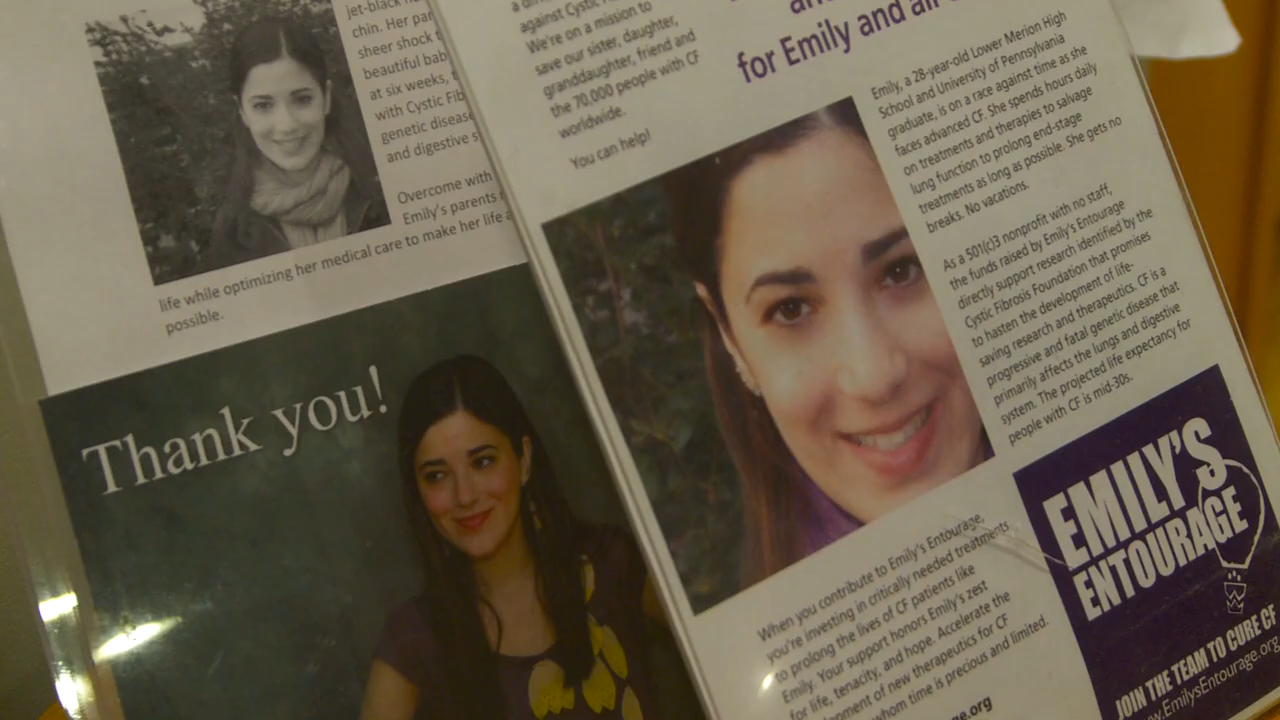 jet-black
chin. Her
sheer shock
beautiful
at six weeks,
with Cystic
genetic disease
and digestive
Overcome with
Emily's parents
life while optimizing her medical care to make her life
possible.
Thank you!
against Cystic
We're on a mission to
save our sister, daughter,
granddaughter, friend and
the 70,000 people with CF
worldwide.
You can help!
for Emily and all
Emily, a 28-year-old Lower Merion High
School and University of Pennsylvania
graduate, is on a race against time as she
faces advanced CF. She spends hours daily
on treatments and therapies to salvage
lung function to prolong end-stage
treatments as long as possible. She gets no
breaks. No vacations.
As a 501(c)3 nonprofit with no staff,
the funds raised by Emily's Entourage
directly support research identified by the
Cystic Fibrosis Foundation that promises
to hasten the development of life-
saving research and therapeutics. CF is a
progressive and fatal genetic disease that
primarily affects the lungs and digestive
system. The projected life expectancy for
people with CF is mid-30s.
When you contribute to Emily's Entourage,
you're investing in critically needed treatments
to prolong the lives of CF patients like
Emily. Your support honors Emily's zest
for life, tenacity, and hope. Accelerate the
of new therapeutics for CF
whom time is precious and limited.
EMILY'S
ENTOURAGE
JOIN THE TEAM TO CURE CF
www.EmilysEntourage.org